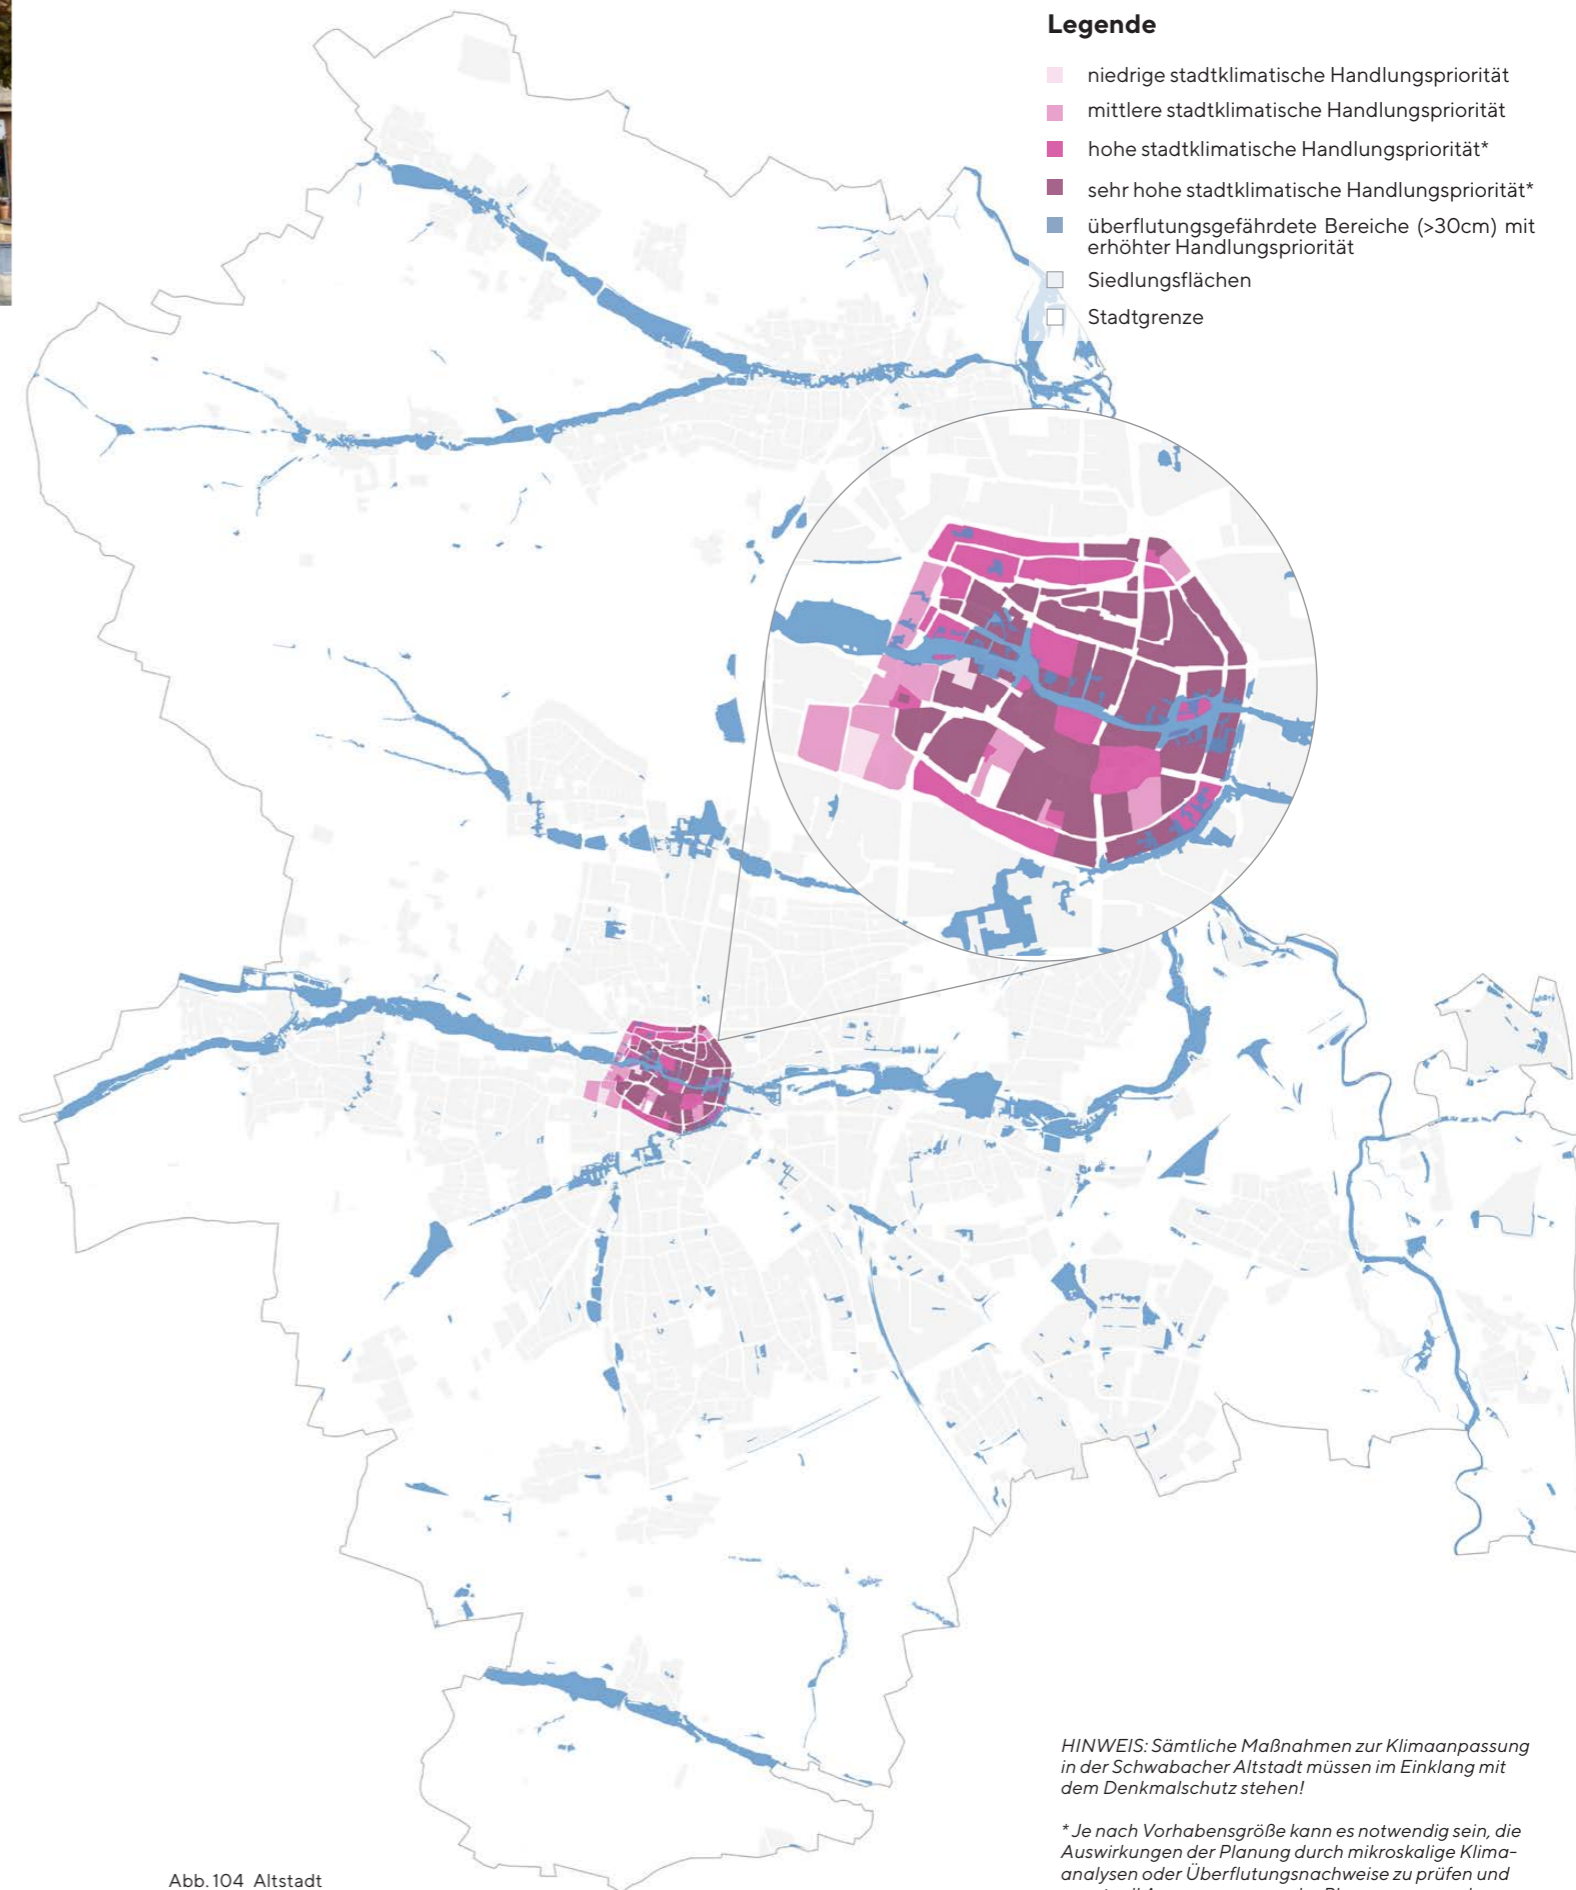 Legende
niedrige stadtklimatische Handlungspriorität
mittlere stadtklimatische Handlungspriorität
hohe stadtklimatische Handlungspriorität*
sehr hohe stadtklimatische Handlungspriorität*
überflutungsgefährdete Bereiche (>30cm) mit
erhöhter Handlungspriorität
Siedlungsflächen
Stadtgrenze
HINWEIS: Sämtliche Maßnahmen zur Klimaanpassung
in der Schwabacher Altstadt müssen im Einklang mit
dem Denkmalschutz stehen!
* Je nach Vorhabensgröße kann es notwendig sein, die
Auswirkungen der Planung durch mikroskalige Klima-
analysen oder Überflutungsnachweise zu prüfen und
Abb. 104 Altstadt